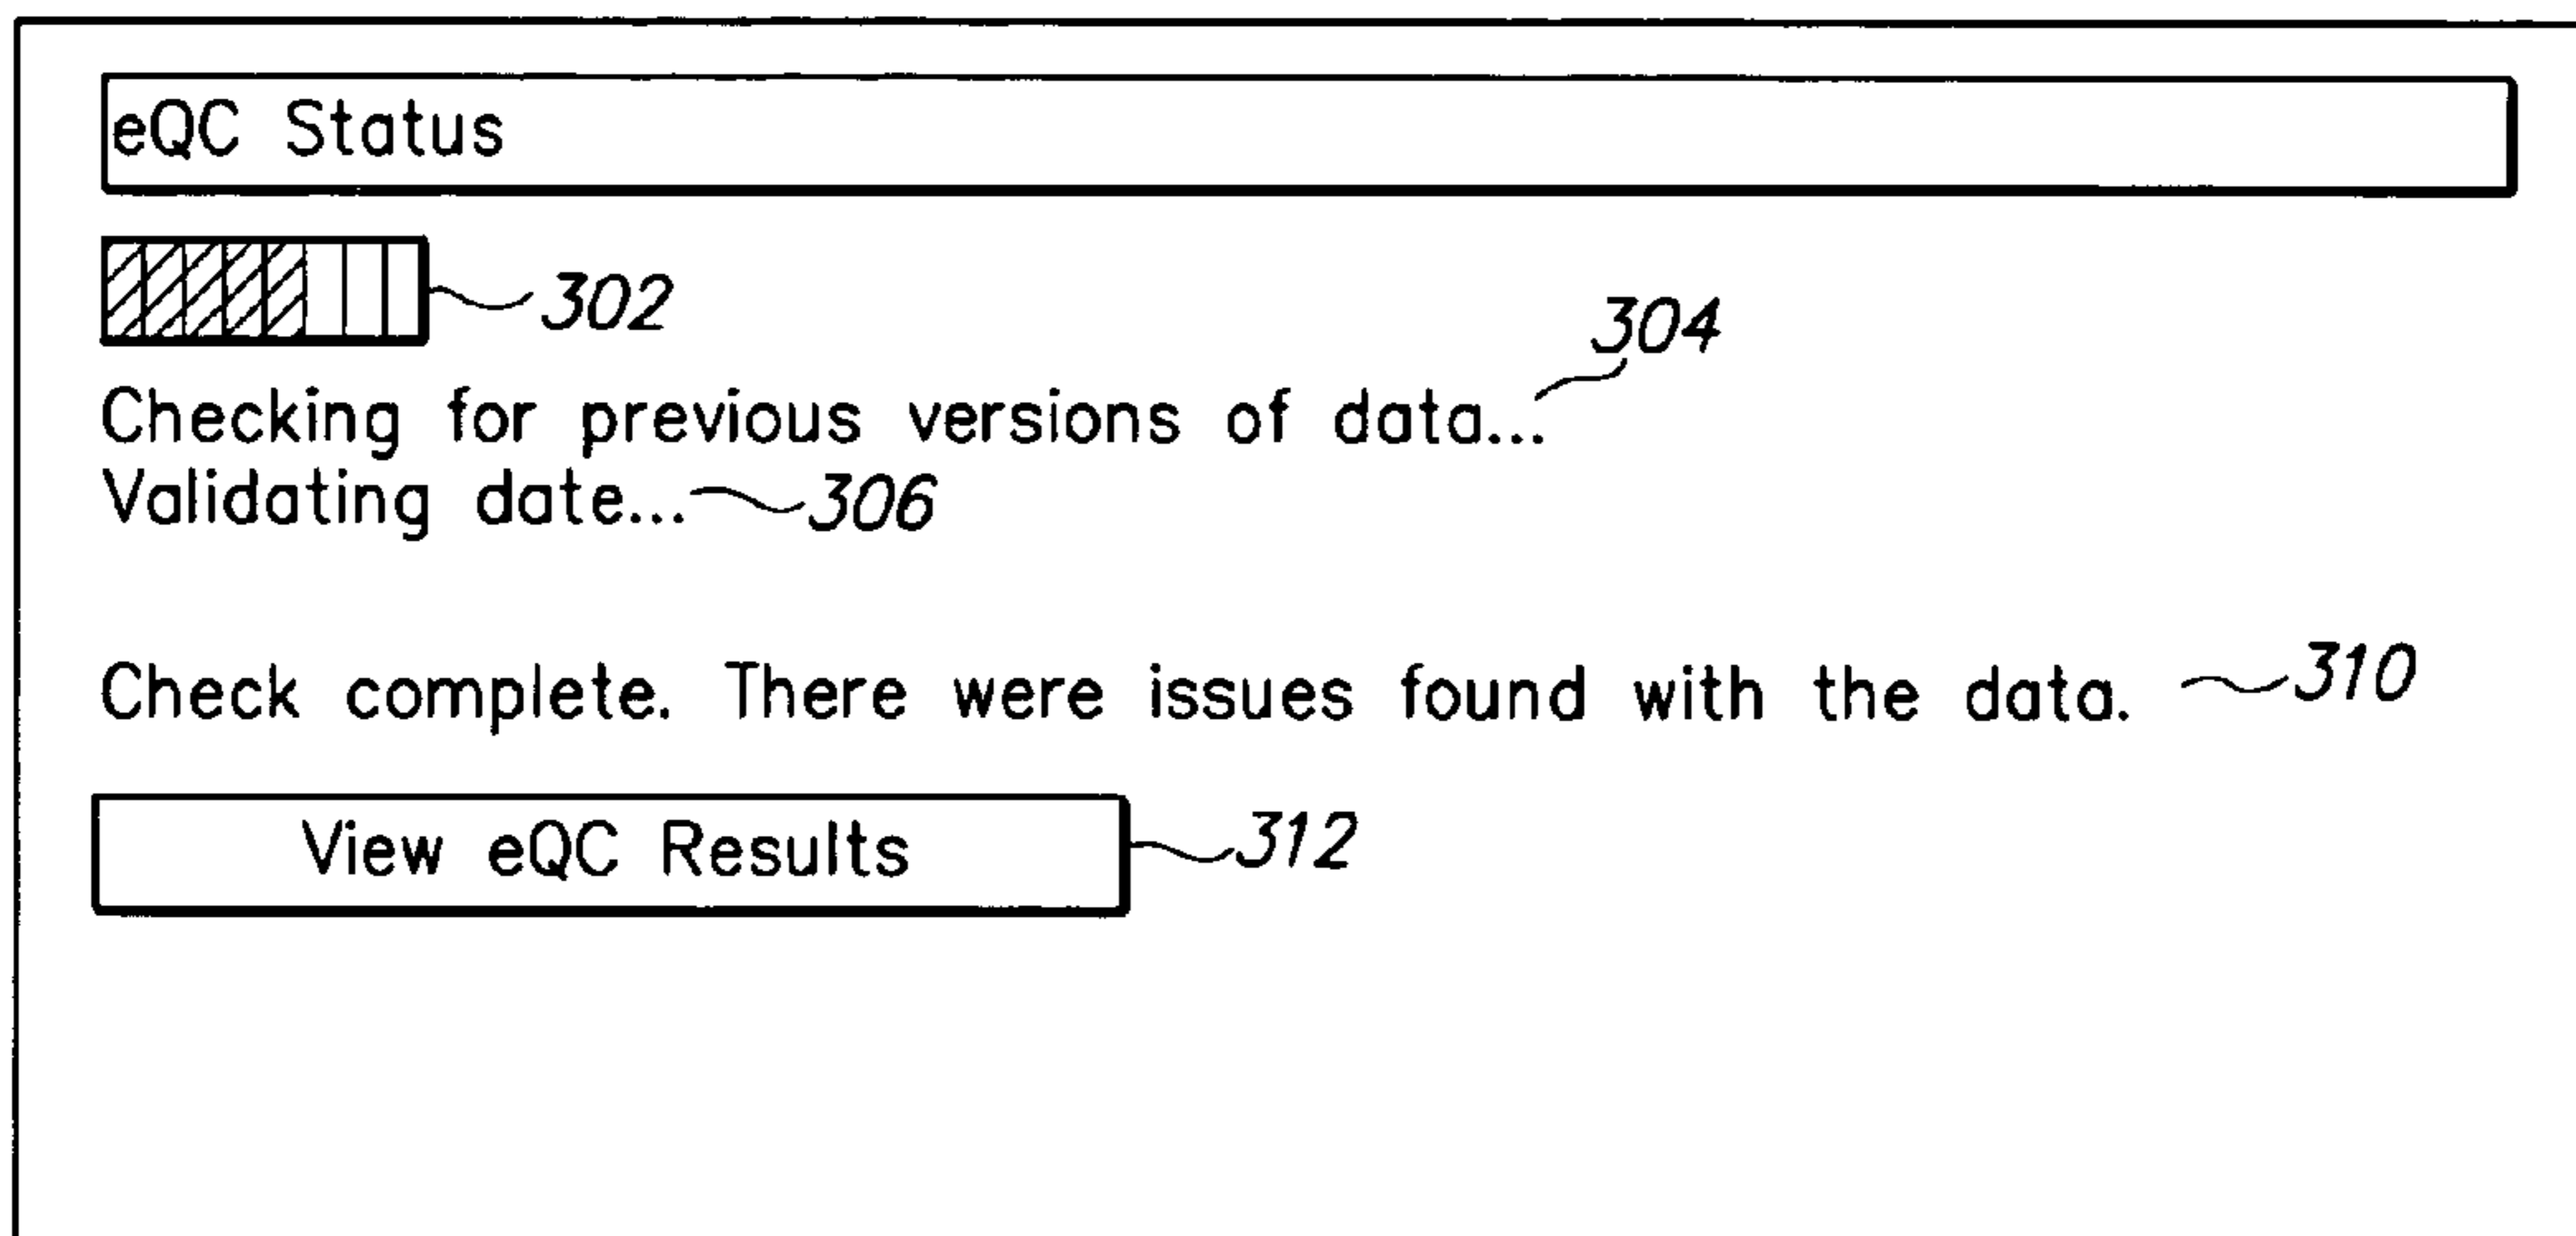 eQC Status
302
304
Checking for previous versions of data...
Validating date... 306
Check complete. There were issues found with the data. 310
View eQC Results 312